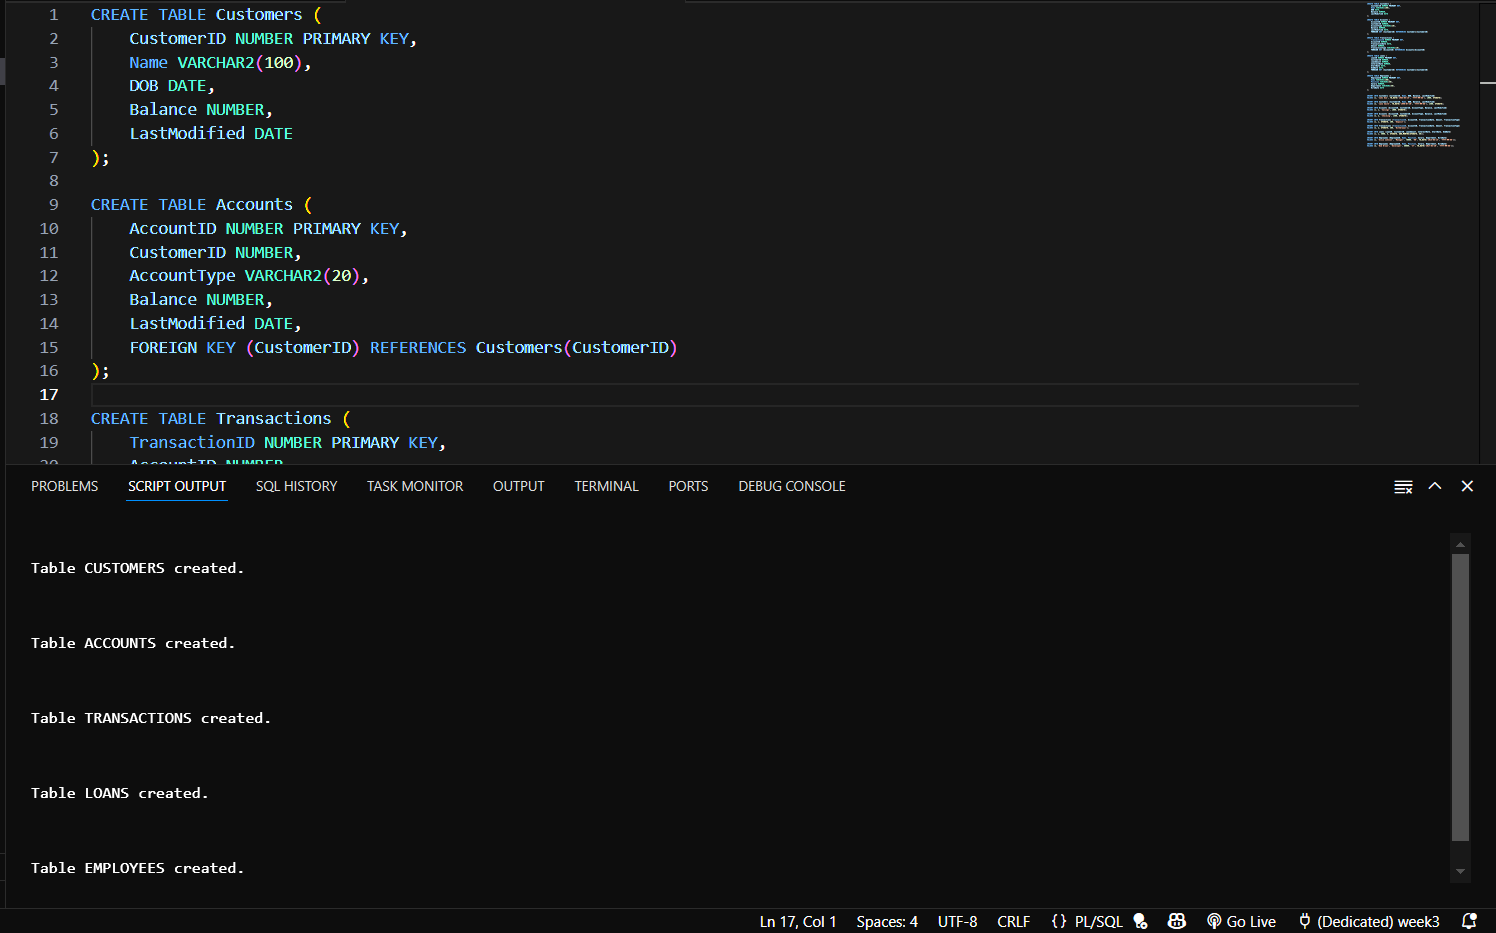 1 CREATE TABLE Customers (
2 CustomerID NUMBER PRIMARY KEY,
3 Name VARCHAR2(100),
4 DOB DATE,
5 Balance NUMBER,
6 LastModified DATE
7 );
8
9 CREATE TABLE Accounts (
10 AccountID NUMBER PRIMARY KEY,
11 CustomerID NUMBER,
12 AccountType VARCHAR2(20),
13 Balance NUMBER,
14 LastModified DATE,
15 FOREIGN KEY (CustomerID) REFERENCES Customers(CustomerID)
16 );
17
18 CREATE TABLE Transactions (
19 TransactionID NUMBER PRIMARY KEY,
20 AccountID NUMBER
PROBLEMS SCRIPT OUTPUT SQL HISTORY TASK MONITOR OUTPUT TERMINAL PORTS DEBUG CONSOLE
Table CUSTOMERS created.
Table ACCOUNTS created.
Table TRANSACTIONS created.
Table LOANS created.
Table EMPLOYEES created.
Ln 17, Col 1 Spaces: 4 UTF-8 CRLF {} PL/SQL Go Live (Dedicated) week3